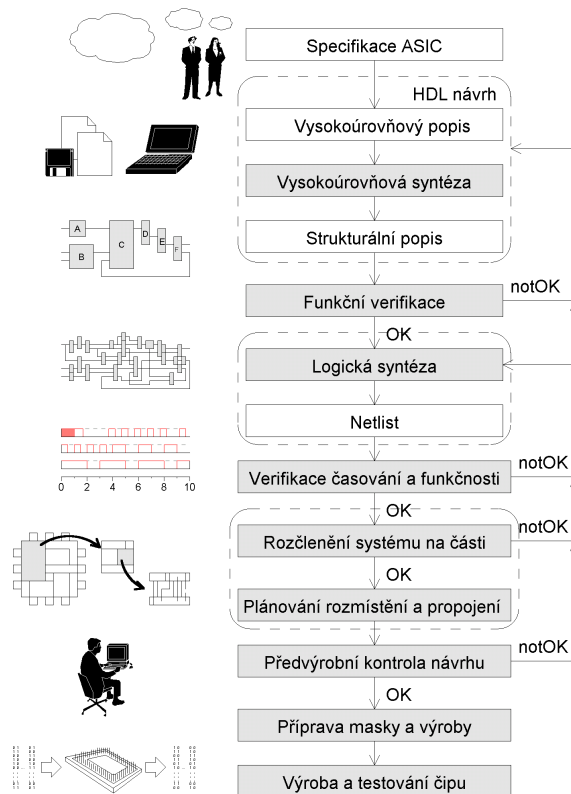 Specifikace ASIC
HDL návrh
Vysokoúrovňový popis
Vysokoúrovňová syntéza
A
B
C
D
E
F
Strukturální popis
notOK
Funkční verifikace
OK
Logická syntéza
Netlist
0 2 4 6 8 10
notOK
Verifikace časování a funkčnosti
OK
notOK
Rozčlenění systému na části
OK
Plánování rozmístění a propojení
notOK
Předvýrobní kontrola návrhu
OK
Příprava masky a výroby
Výroba a testování čipu